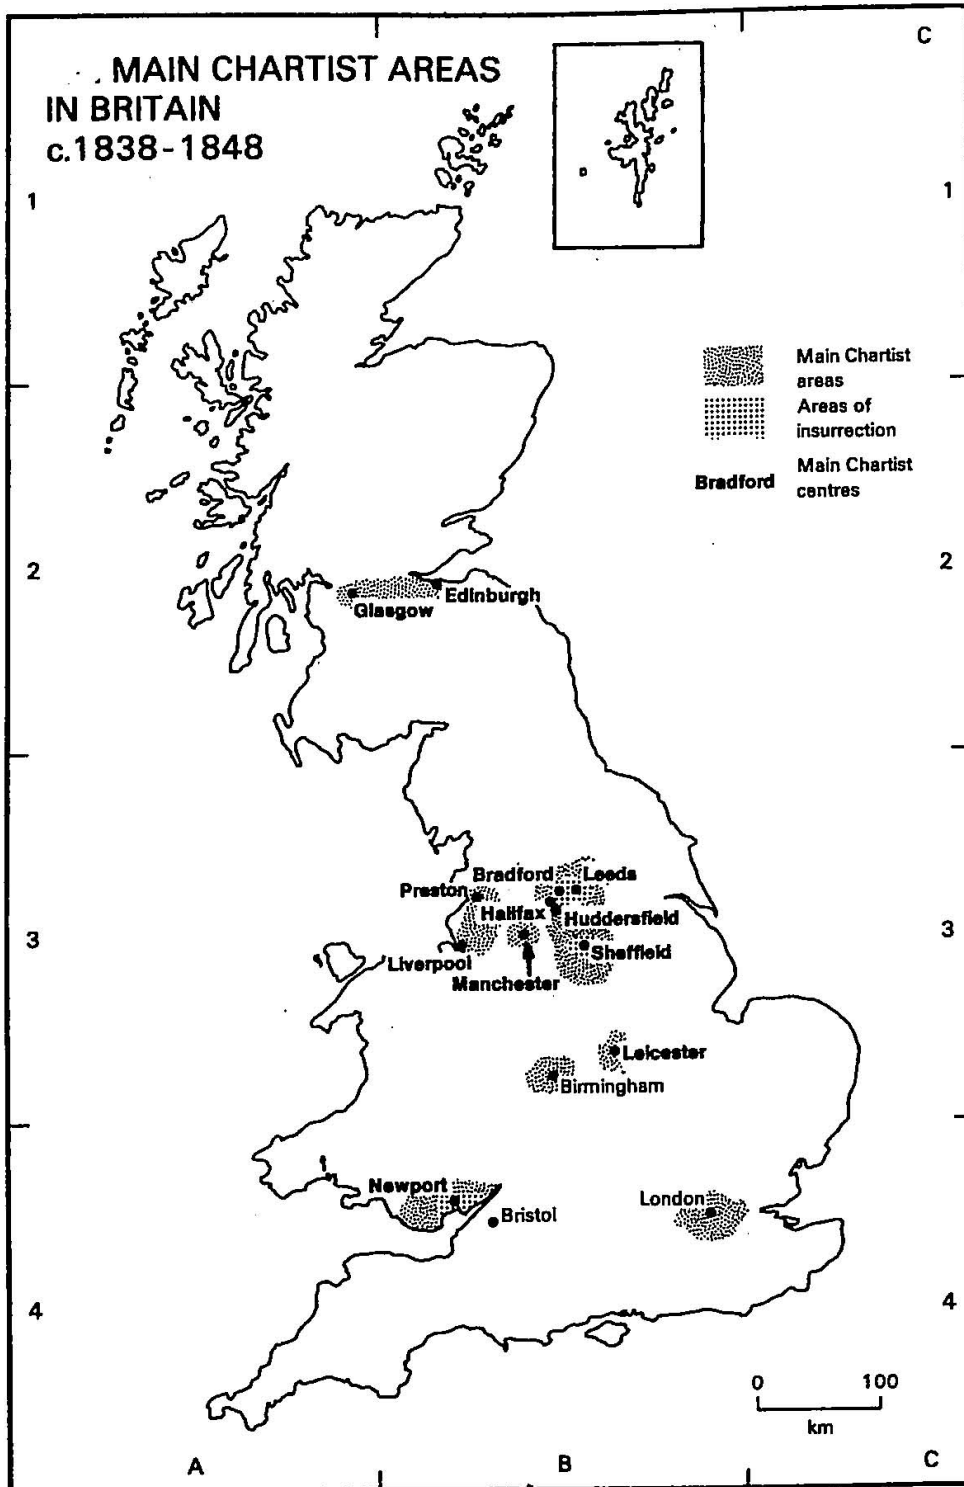 MAIN CHARTIST AREAS
IN BRITAIN
c.1838-1848
C
1
1
Main Chartist
areas
Areas of
insurrection
Bradford
Main Chartist
centres
2
2
Glasgow
Edinburgh
Bradford
Leeds
Preston
Halifax
Huddersfield
3
3
Liverpool
Sheffield
Manchester
Leicester
Birmingham
Newport
Bristol
London
4
4
0 100
km
A
B
C